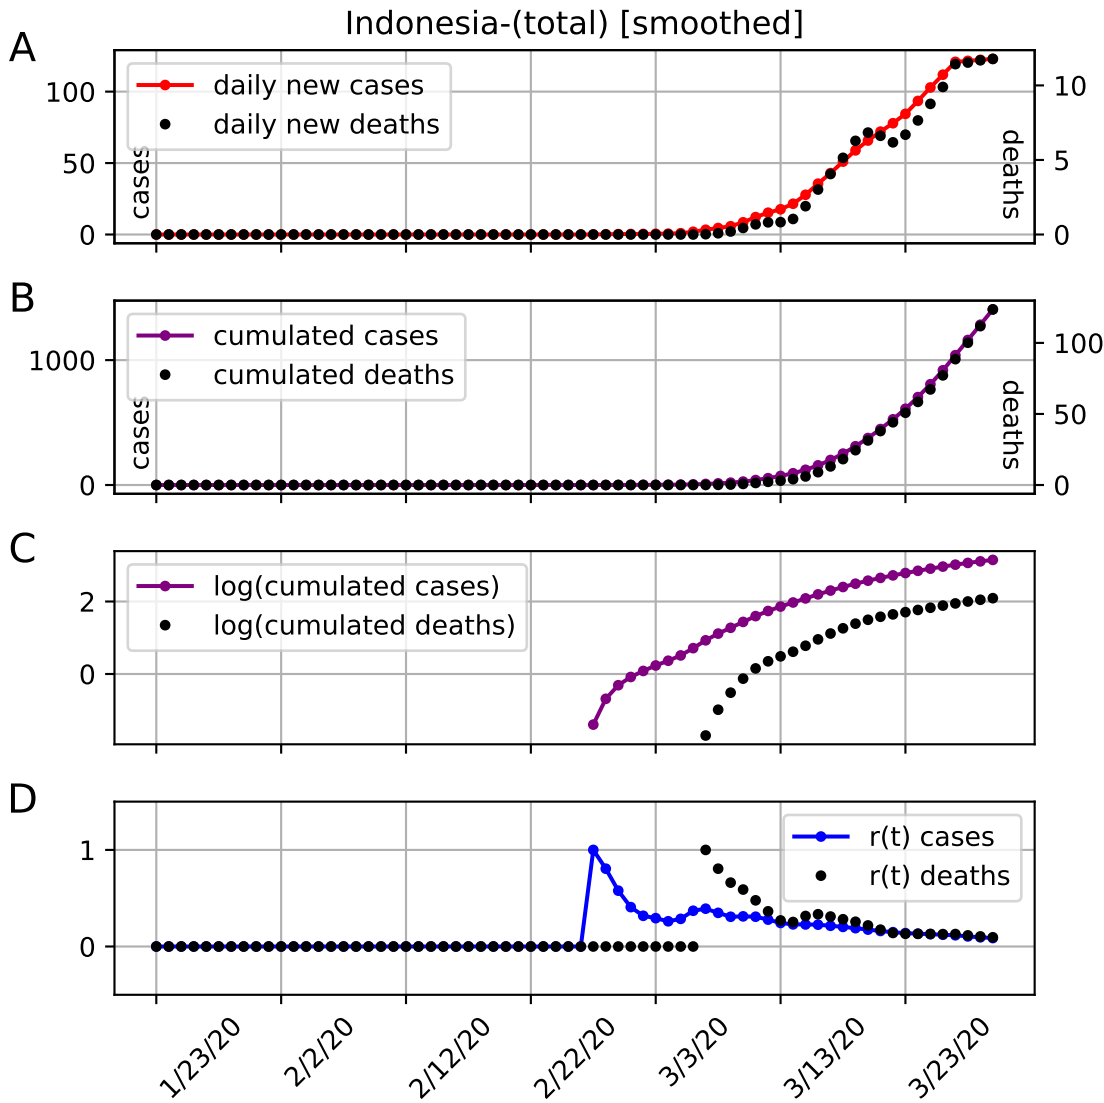 Indonesia-(total) [smoothed]
A
daily new cases
daily new deaths
100
50
0
cases
10
5
0
deaths
B
cumulated cases
cumulated deaths
1000
0
cases
100
50
0
deaths
C
log(cumulated cases)
log(cumulated deaths)
2
0
D
r(t) cases
r(t) deaths
1
0
1/23/20
2/2/20
2/12/20
2/22/20
3/3/20
3/13/20
3/23/20